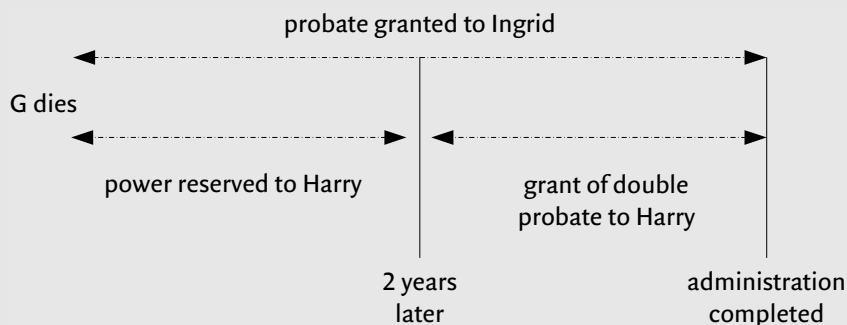 probate granted to Ingrid
G dies
power reserved to Harry
grant of double
probate to Harry
2 years
later
administration
completed